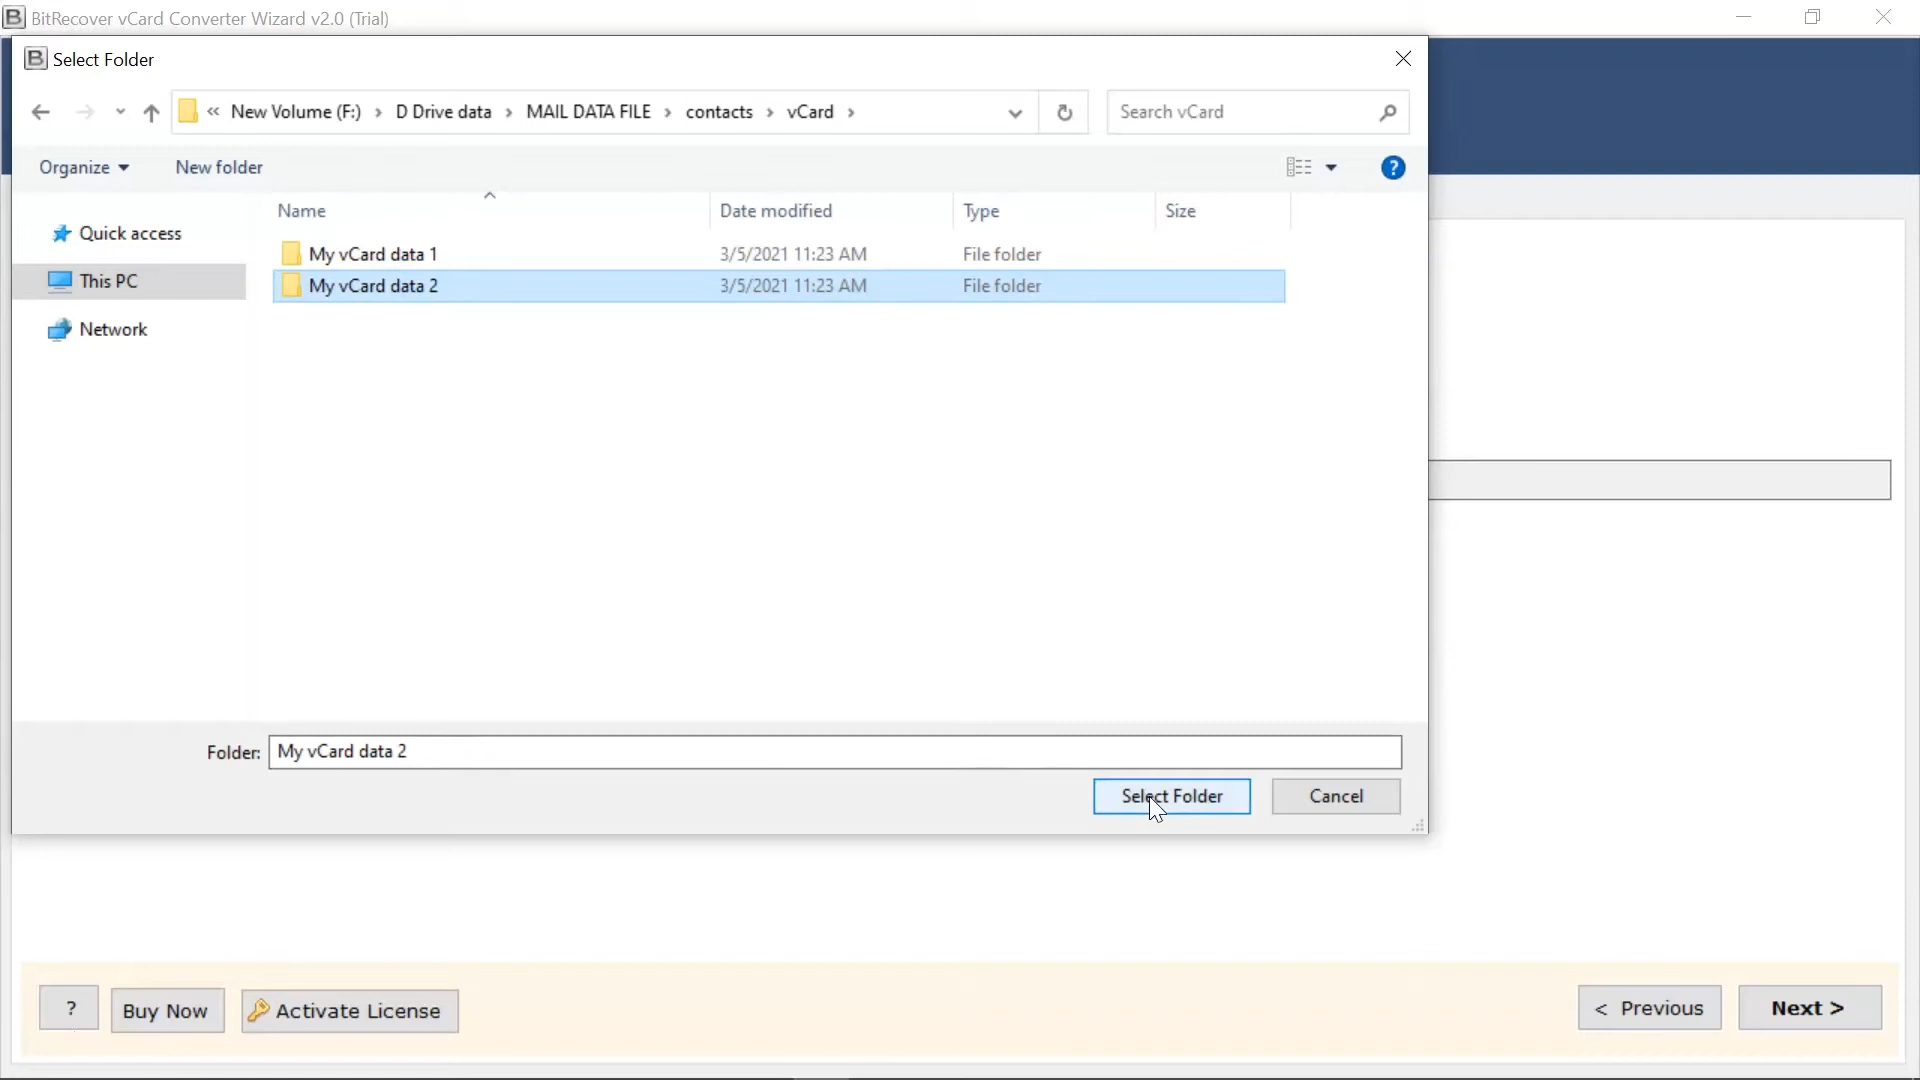 BitRecover vCard Converter Wizard v2.0 (Trial)
B Select Folder
« New Volume (F:) › D Drive data › MAIL DATA FILE › contacts › vCard ›
Search vCard
Organize
New folder
?
Name
Date modified
Type
Size
Quick access
This PC
Network
My vCard data 1 3/5/2021 11:23 AM File folder
My vCard data 2 3/5/2021 11:23 AM File folder
Folder: My vCard data 2
Select Folder
Cancel
?
Buy Now
Activate License
< Previous
Next >